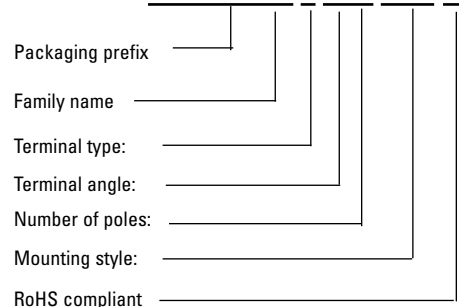 Packaging prefix
Family name
Terminal type:
Terminal angle:
Number of poles:
Mounting style:
RoHS compliant